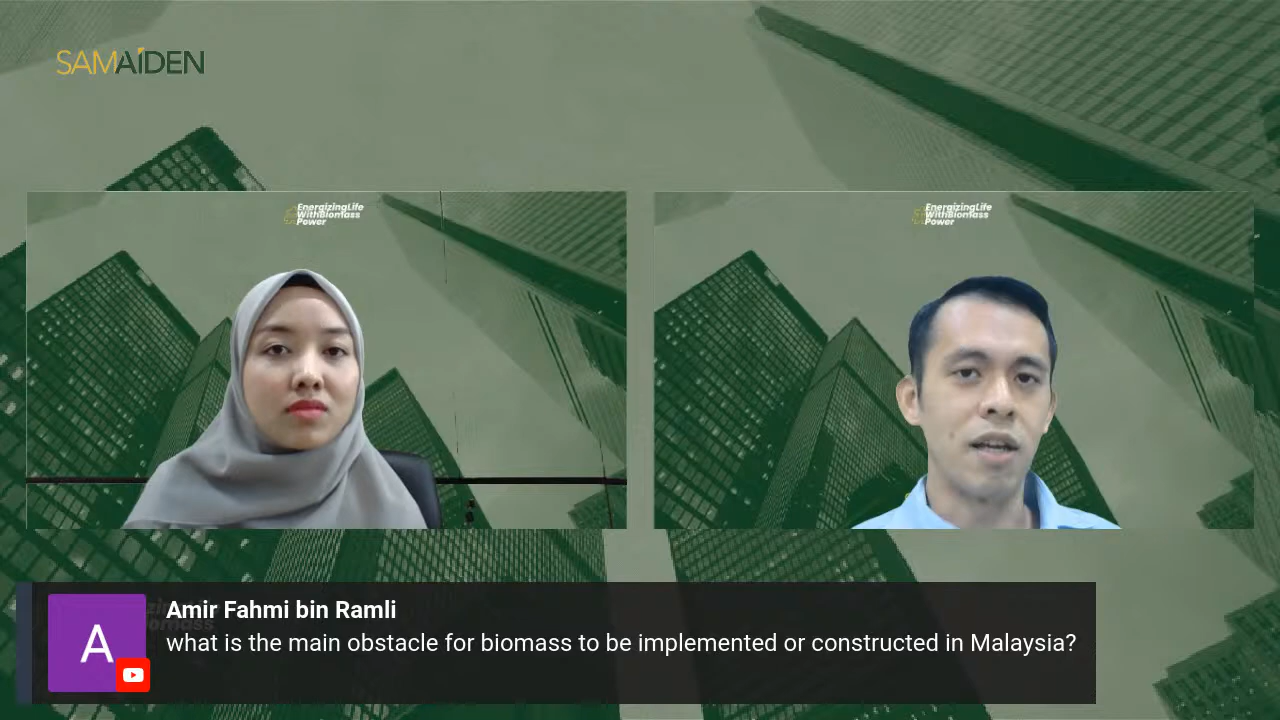 SAMAIDEN
EnergizingLife
WithBiomass
Power
EnergizingLife
WithBiomass
Power
A
Amir Fahmi bin Ramli
what is the main obstacle for biomass to be implemented or constructed in Malaysia?